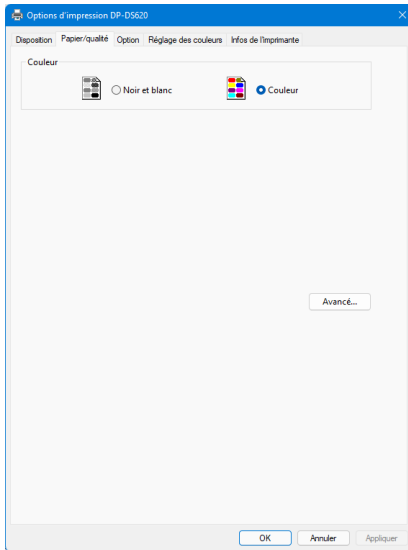 Options d'impression DP-DS620
Disposition Papier/qualité Option Réglage des couleurs Infos de l'Imprimante
Couleur
Noir et blanc Couleur
Avancé...
OK Annuler Appliquer